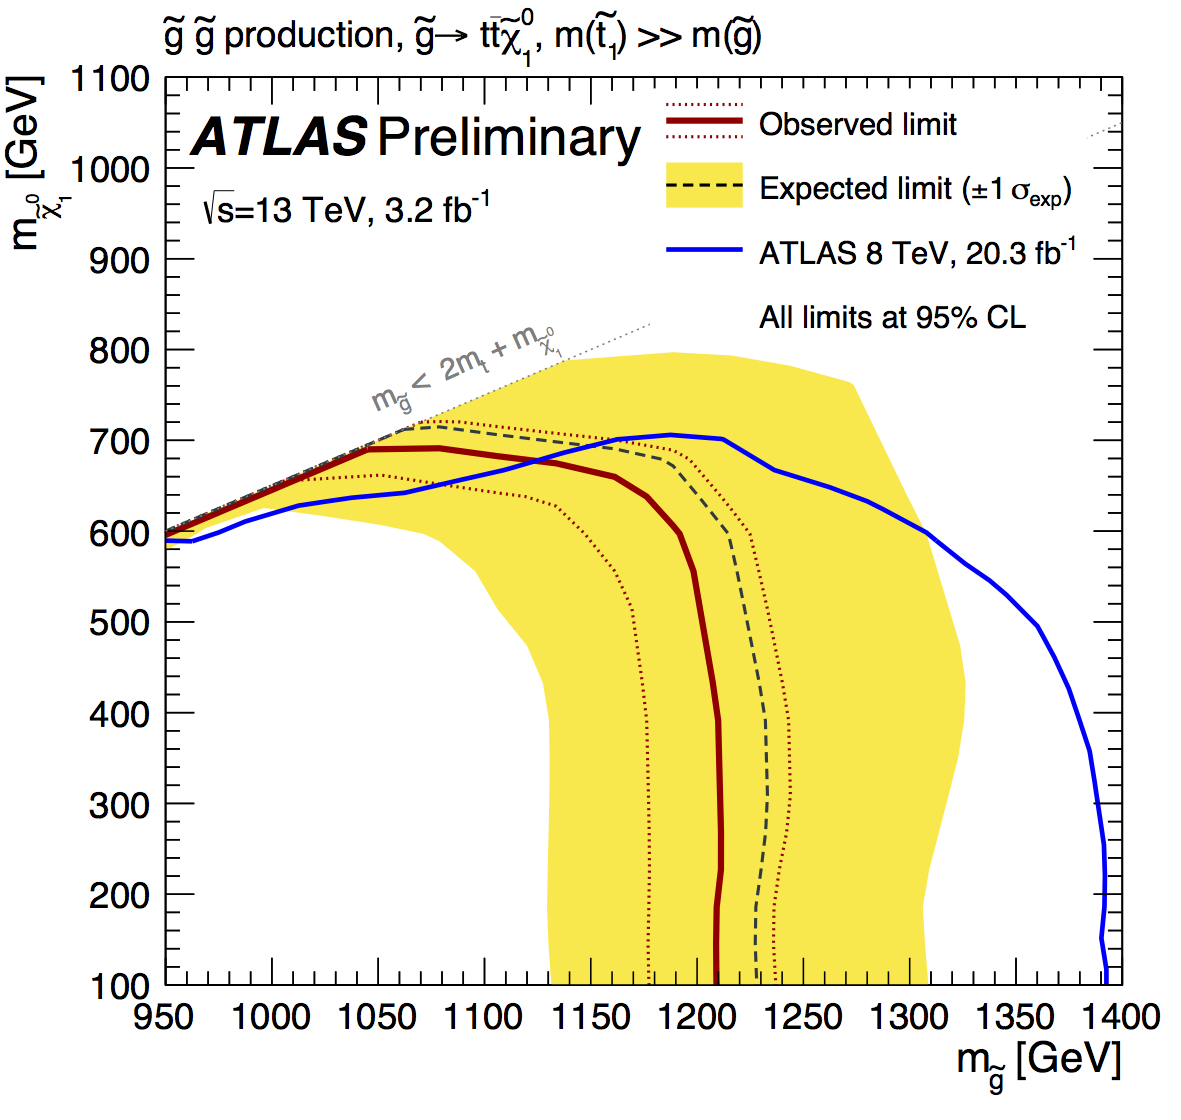 g̃ g̃ production, g̃→ tt̄χ̃₁⁰, m(t̃₁) >> m(g̃)
m_χ̃₁⁰ [GeV]
1100
1000
900
800
700
600
500
400
300
200
100
ATLAS Preliminary
√s=13 TeV, 3.2 fb⁻¹
Observed limit
Expected limit (±1 σ_exp)
ATLAS 8 TeV, 20.3 fb⁻¹
All limits at 95% CL
m_g̃ < 2m_t + m_χ̃₁⁰
950 1000 1050 1100 1150 1200 1250 1300 1350 1400
m_g̃ [GeV]